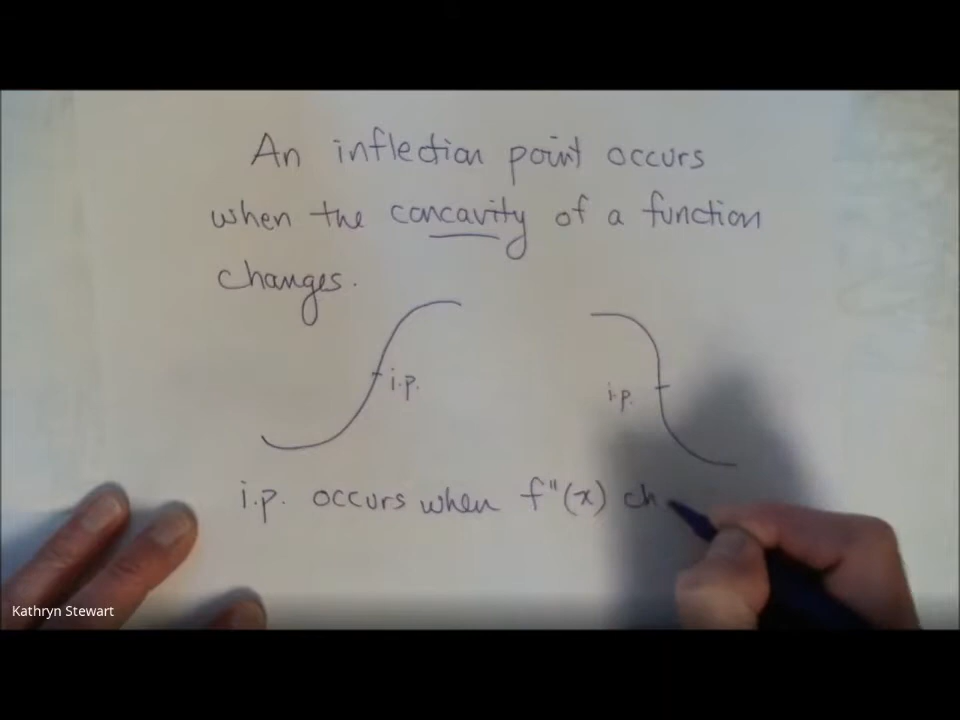 An inflection point occurs
when the concavity of a function
changes.
i.p.
i.p.
i.p. occurs when f"(x) ch
Kathryn Stewart